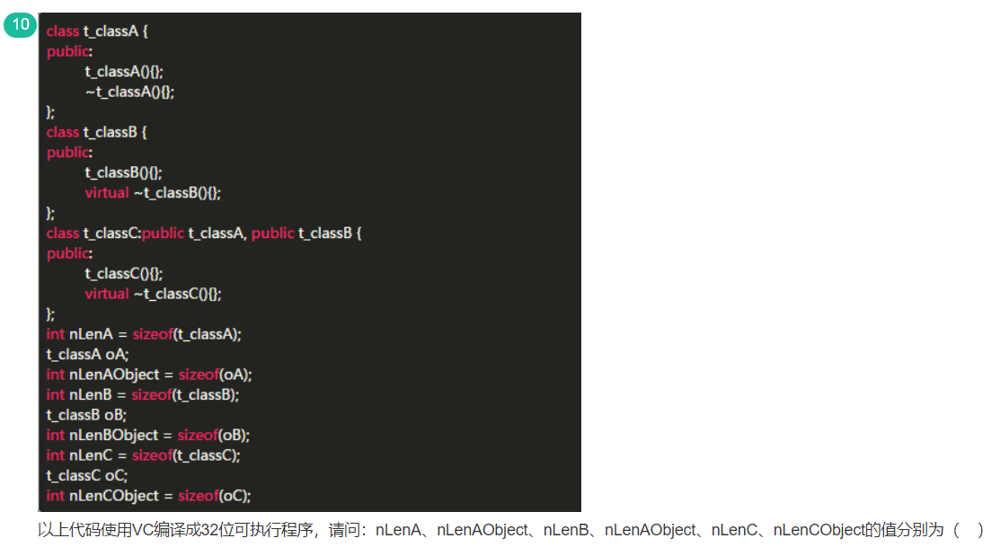 10
class t_classA {
public:
t_classA(){};
~t_classA(){};
};
class t_classB {
public:
t_classB(){};
virtual ~t_classB(){};
};
class t_classC:public t_classA, public t_classB {
public:
t_classC(){};
virtual ~t_classC(){};
};
int nLenA = sizeof(t_classA);
t_classA oA;
int nLenAObject = sizeof(oA);
int nLenB = sizeof(t_classB);
t_classB oB;
int nLenBObject = sizeof(oB);
int nLenC = sizeof(t_classC);
t_classC oC;
int nLenCObject = sizeof(oC);
以上代码使用VC编译成32位可执行程序，请问：nLenA、nLenAObject、nLenB、nLenAObject、nLenC、nLenCObject的值分别为（ ）